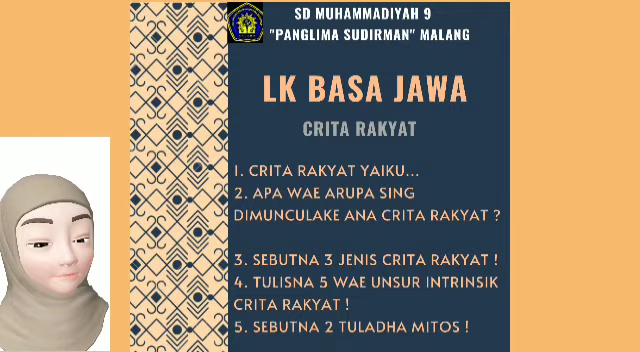 SD MUHAMMADIYAH 9
"PANGLIMA SUDIRMAN" MALANG
LK BASA JAWA
CRITA RAKYAT
1. CRITA RAKYAT YAIKU...
2. APA WAE ARUPA SING
DIMUNCULAKE ANA CRITA RAKYAT ?
3. SEBUTNA 3 JENIS CRITA RAKYAT !
4. TULISNA 5 WAE UNSUR INTRINSIK
CRITA RAKYAT !
5. SEBUTNA 2 TULADHA MITOS !